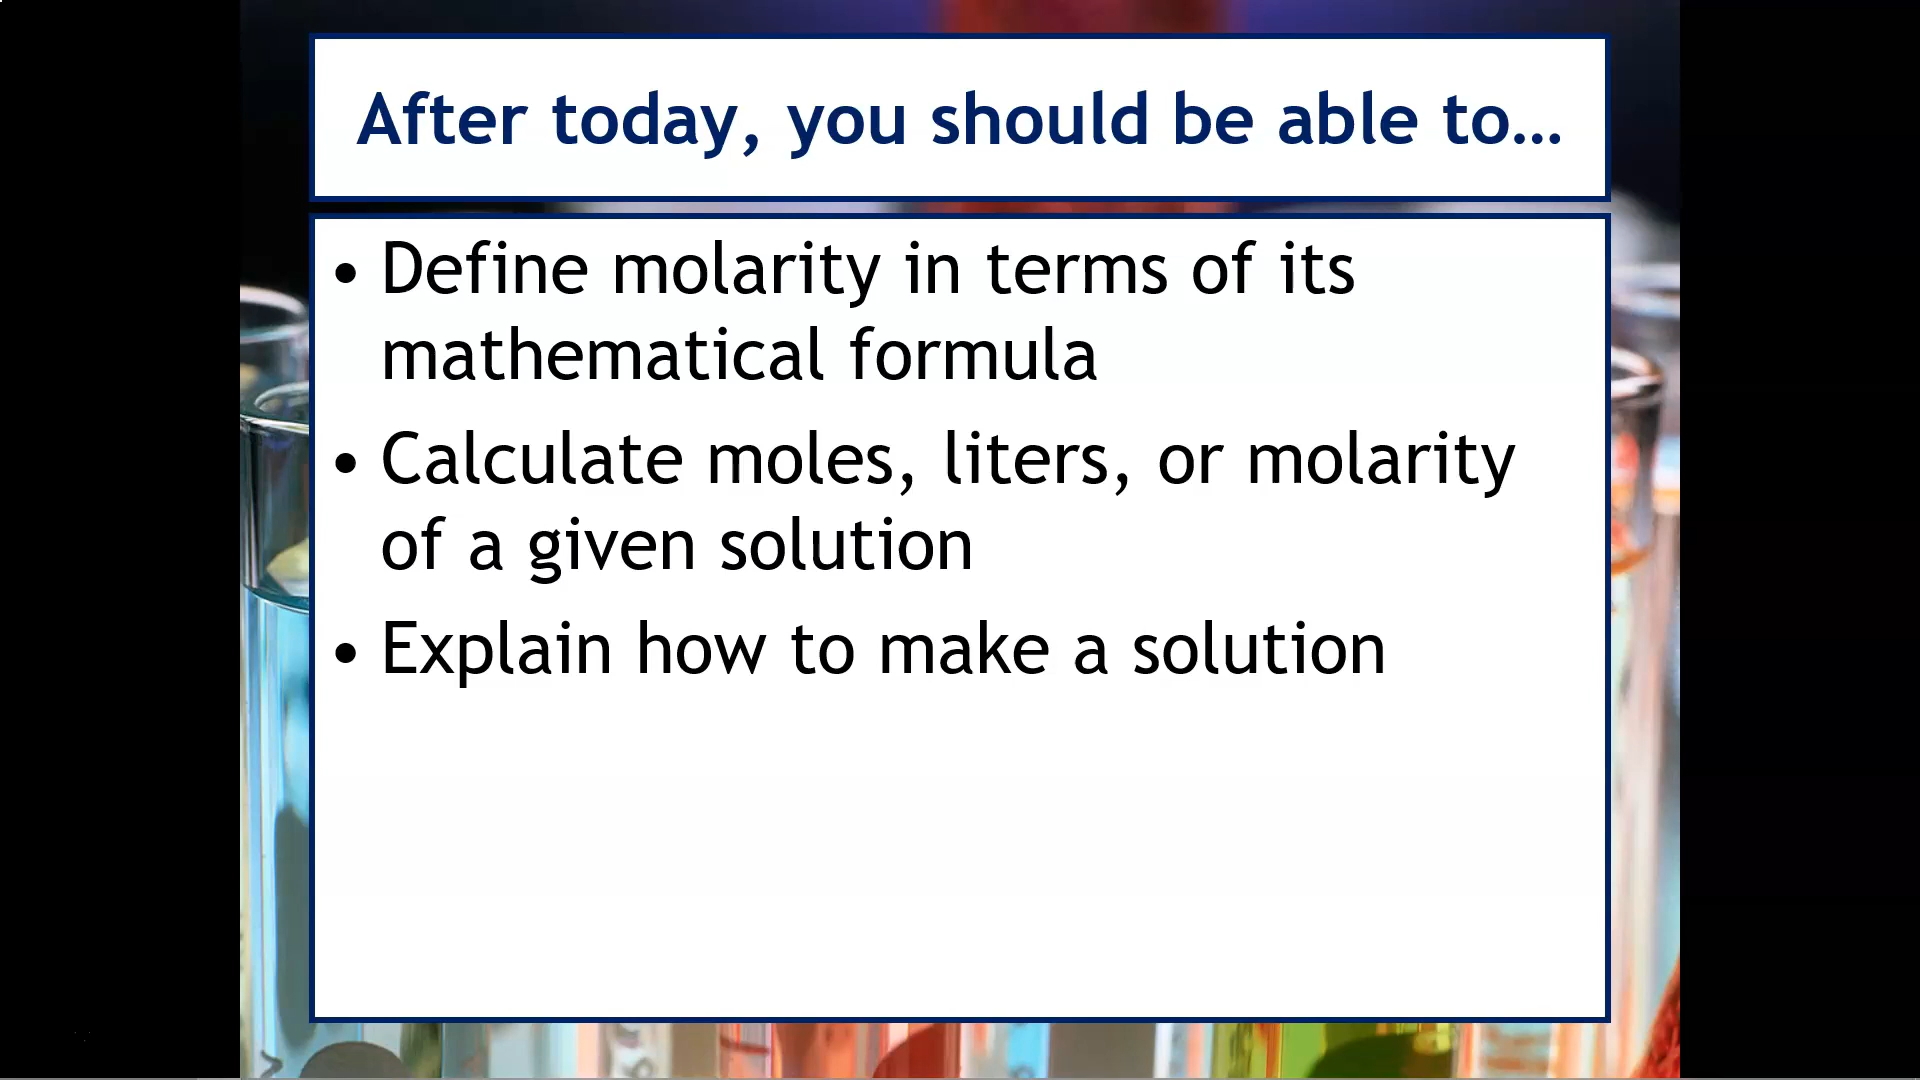 After today, you should be able to…
• Define molarity in terms of its
mathematical formula
• Calculate moles, liters, or molarity
of a given solution
• Explain how to make a solution